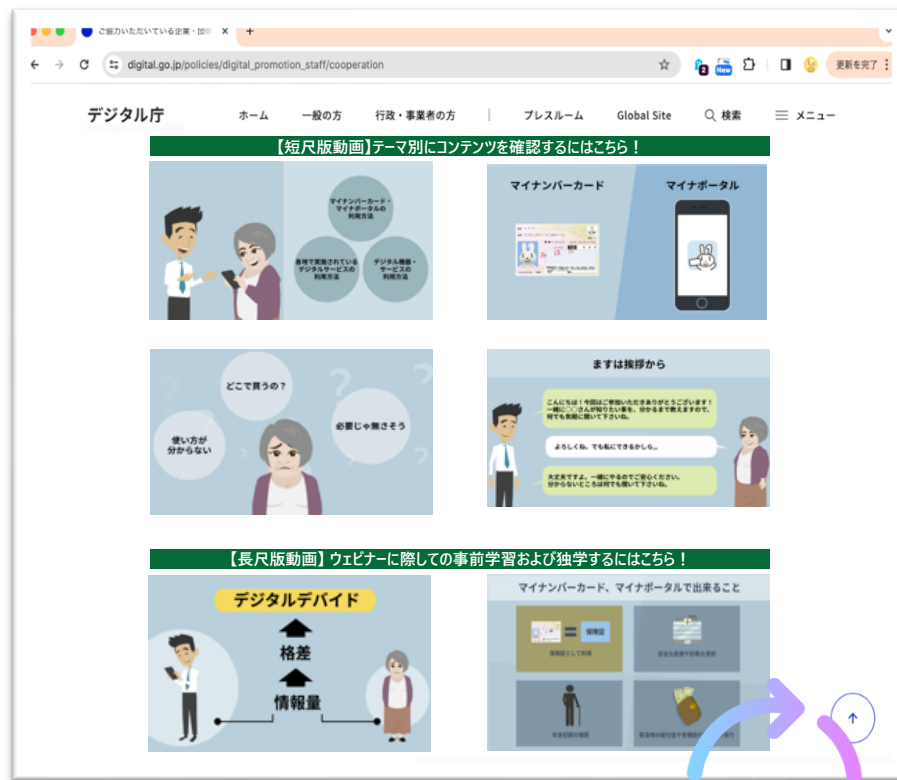 ご協力いただいている企業・団体
digital.go.jp/policies/digital_promotion_staff/cooperation
2
New
更新を完了
デジタル庁
ホーム
一般の方
行政・事業者の方
プレスルーム
Global Site
検索
メニュー
【短尺版動画】テーマ別にコンテンツを確認するにはこちら！
マイナンバーカード・
マイナポータルの
利用方法
各地で実施されている
デジタルサービスの
利用方法
デジタル機器・
サービスの
利用方法
マイナンバーカード
マイナポータル
どこで買うの？
使い方が
分からない
必要じゃ無さそう
まずは挨拶から
こんにちは！今回はご参加いただきありがとうございます！
一緒に〇〇さんが知りたい事を、分かるまで教えますので、
何でも気軽に聞いて下さいね。
よろしくね。でも私にできるかしら…
大丈夫ですよ。一緒にやるのでご安心ください。
分からないところは何でも聞いて下さいね。
【長尺版動画】 ウェビナーに際しての事前学習および独学するにはこちら！
デジタルデバイド
格差
情報量
マイナンバーカード、マイナポータルで出来ること
保険証
保険証として利用
年金記録の確認